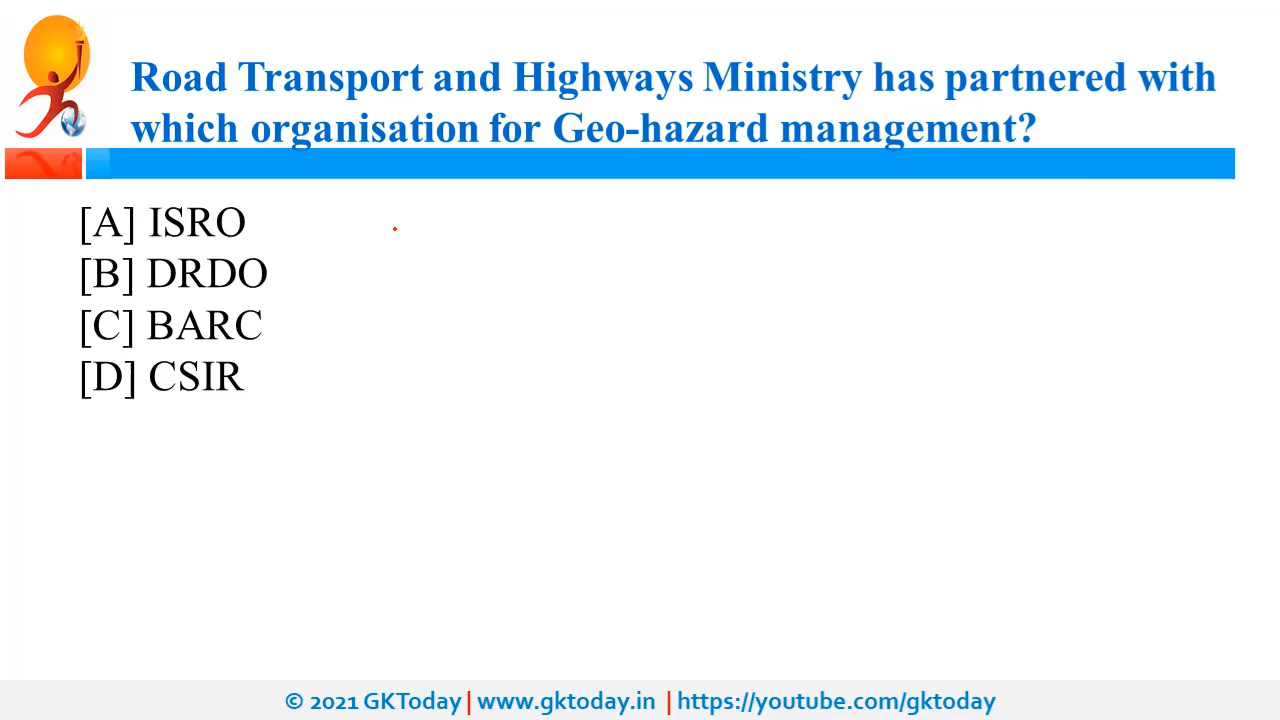 Road Transport and Highways Ministry has partnered with
which organisation for Geo-hazard management?
[A] ISRO
[B] DRDO
[C] BARC
[D] CSIR
© 2021 GKToday | www.gktoday.in | https://youtube.com/gktoday